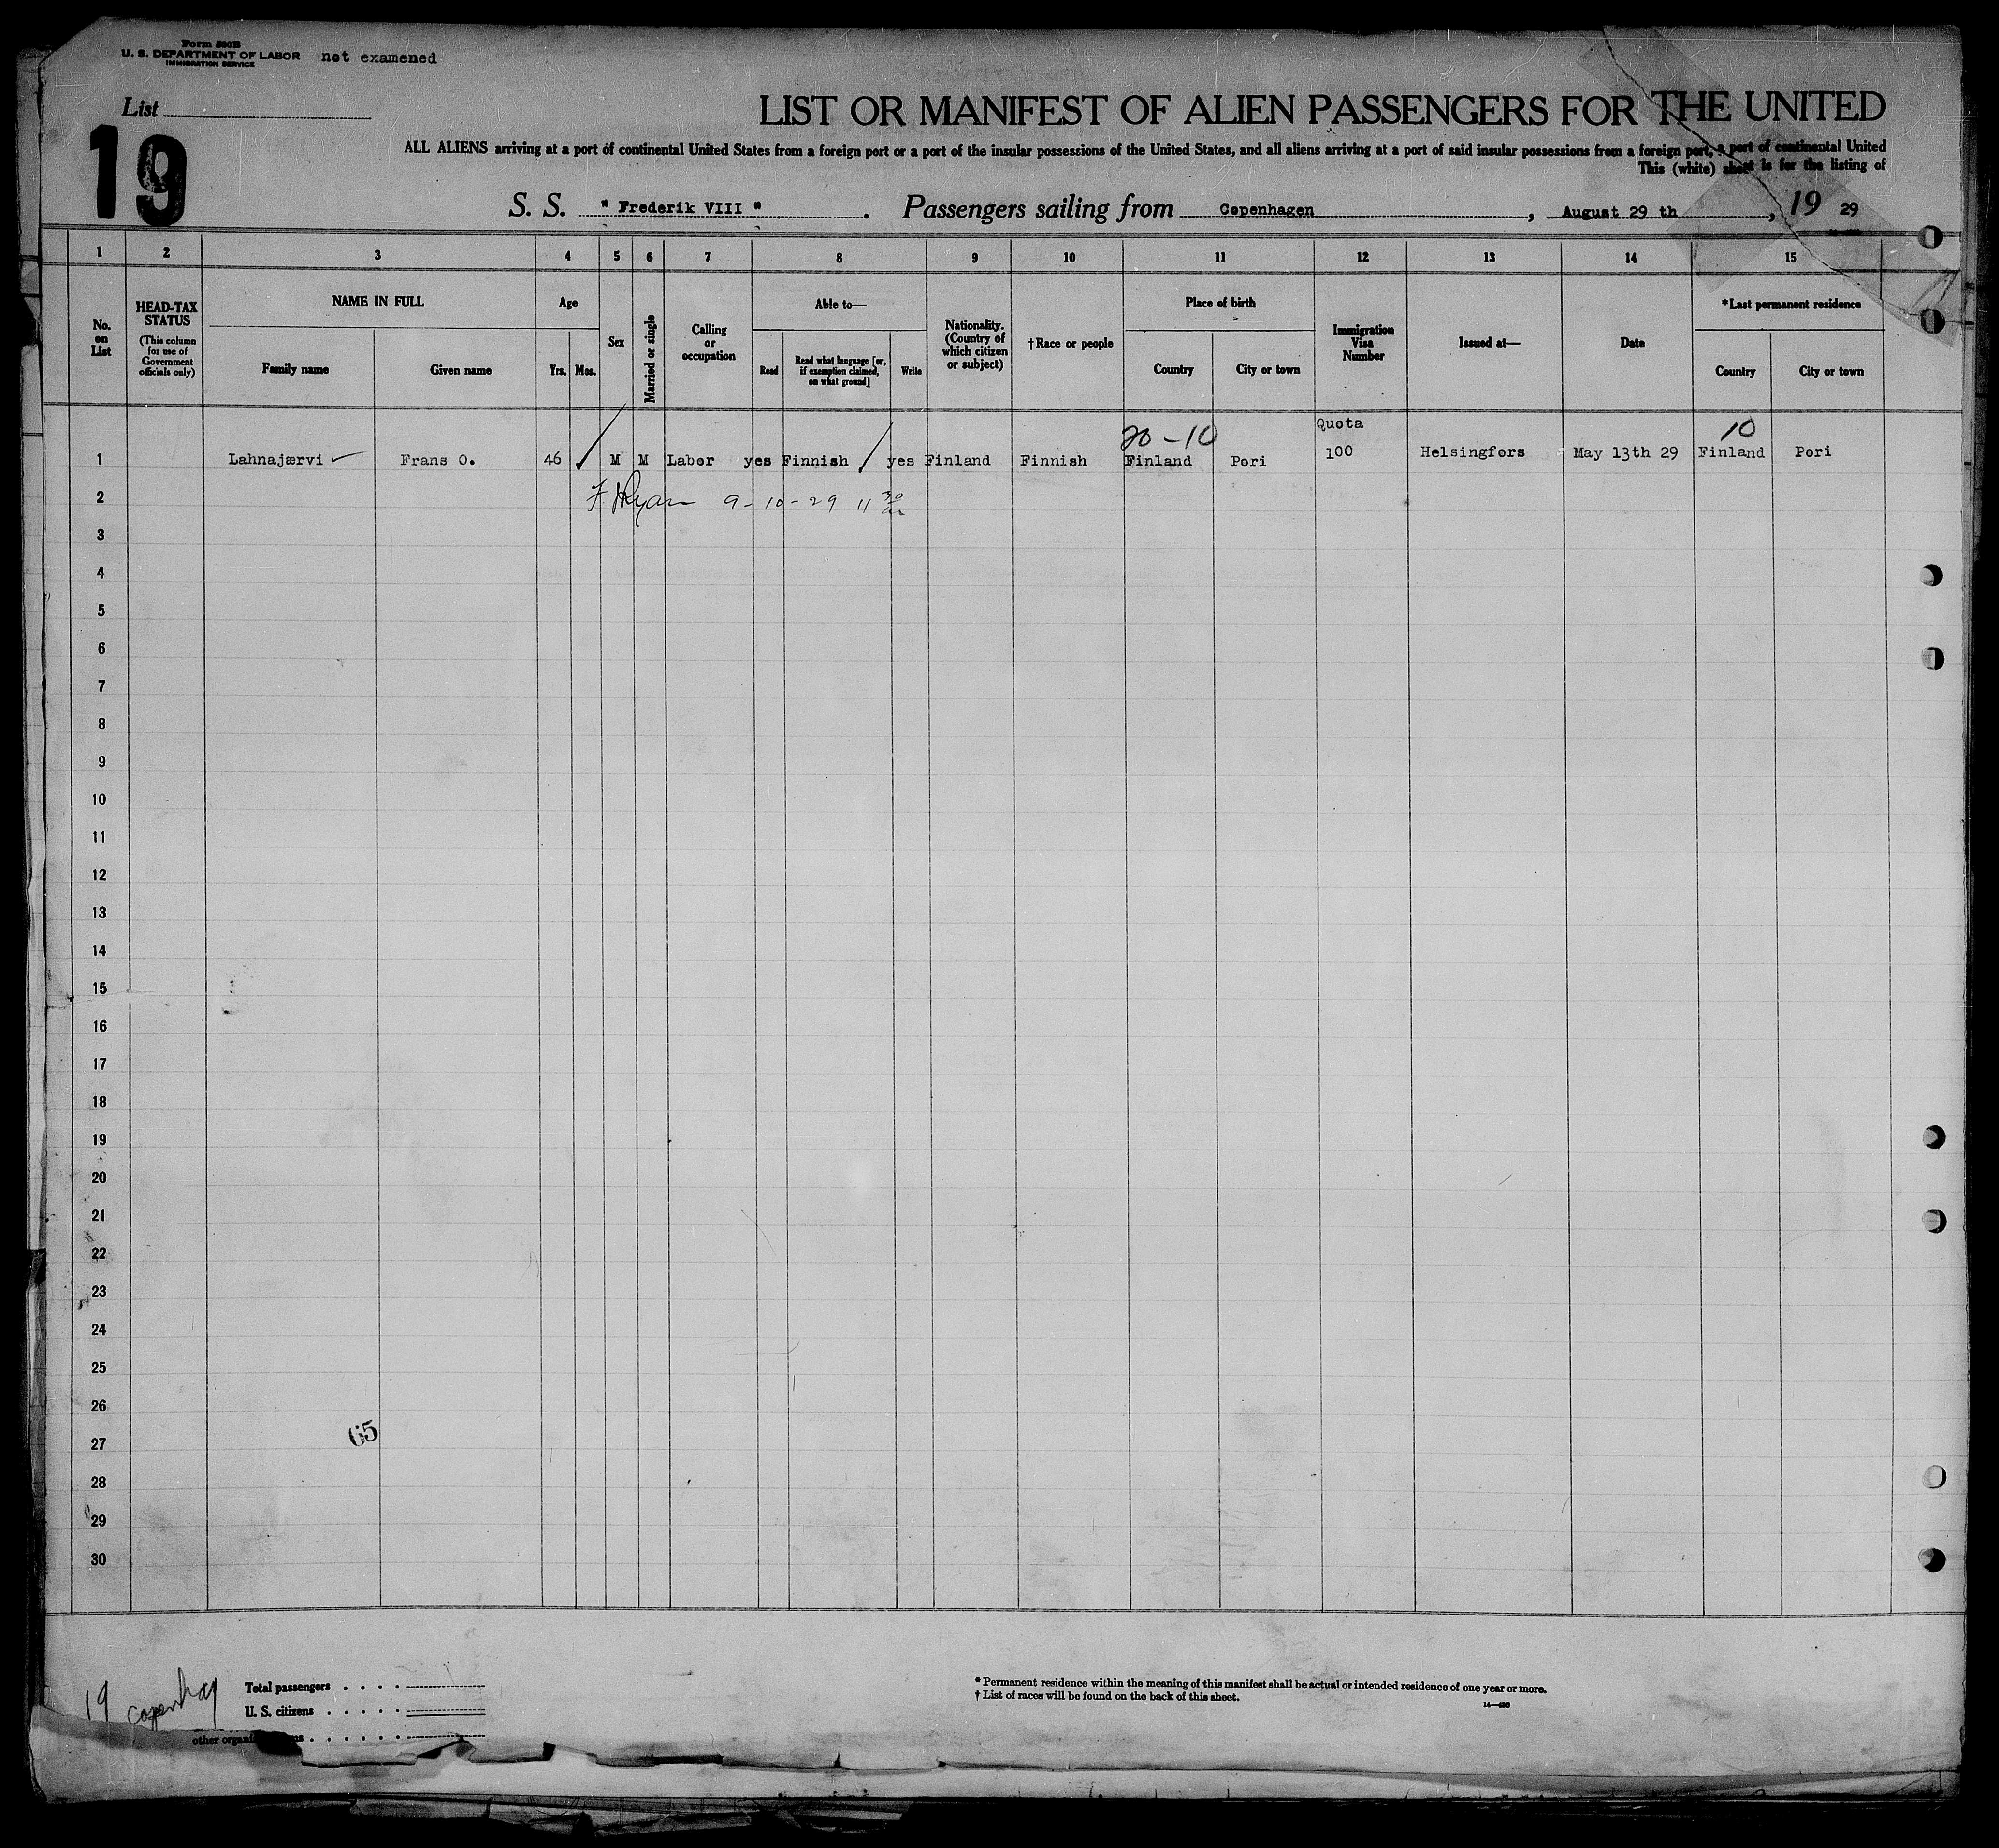 Form 500B
U. S. DEPARTMENT OF LABOR
IMMIGRATION SERVICE
not examened
List
19
LIST OR MANIFEST OF ALIEN PASSENGERS FOR THE UNITED
ALL ALIENS arriving at a port of continental United States from a foreign port or a port of the insular possessions of the United States, and all aliens arriving at a port of said insular possessions from a foreign port, a port of continental United
This (white) sheet is for the listing of
S. S. " Frederik VIII " . Passengers sailing from Copenhagen , August 29 th , 19 29
1 2 3 4 5 6 7 8 9 10 11 12 13 14 15
No. on List
HEAD-TAX STATUS
(This column for use of Government officials only)
NAME IN FULL
Family name Given name
Age
Yrs. Mos.
Sex
Married or single
Calling or occupation
Able to—
Read
Read what language [or, if exemption claimed, on what ground]
Write
Nationality. (Country of which citizen or subject)
†Race or people
Place of birth
Country City or town
Immigration Visa Number
Issued at—
Date
*Last permanent residence
Country City or town
20-10 Quota 10
1 Lahnajærvi Frans O. 46 M M Labor yes Finnish yes Finland Finnish Finland Pori 100 Helsingfors May 13th 29 Finland Pori
2 9-10-29 11
3
4
5
6
7
8
9
10
11
12
13
14
15
16
17
18
19
20
21
22
23
24
25
26
65
27
28
29
30
19
Total passengers
U. S. citizens
other
* Permanent residence within the meaning of this manifest shall be actual or intended residence of one year or more.
† List of races will be found on the back of this sheet.